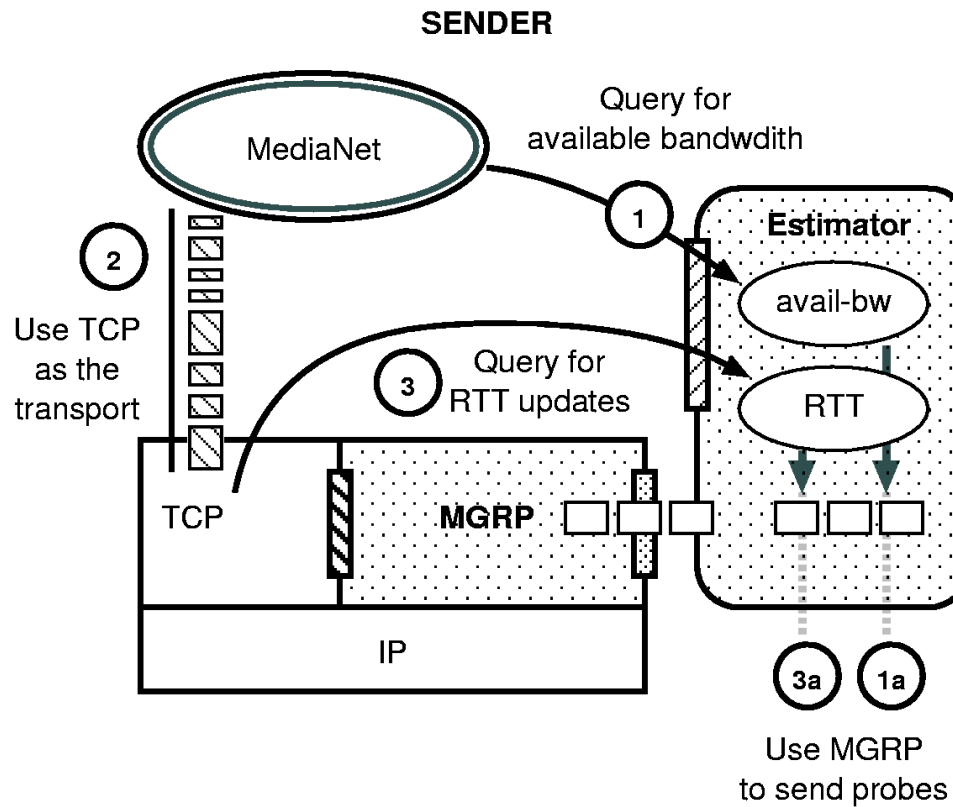 SENDER
MediaNet
Query for
available bandwdith
1
Estimator
avail-bw
2
Use TCP
as the
transport
3
Query for
RTT updates
RTT
TCP
MGRP
IP
3a
1a
Use MGRP
to send probes